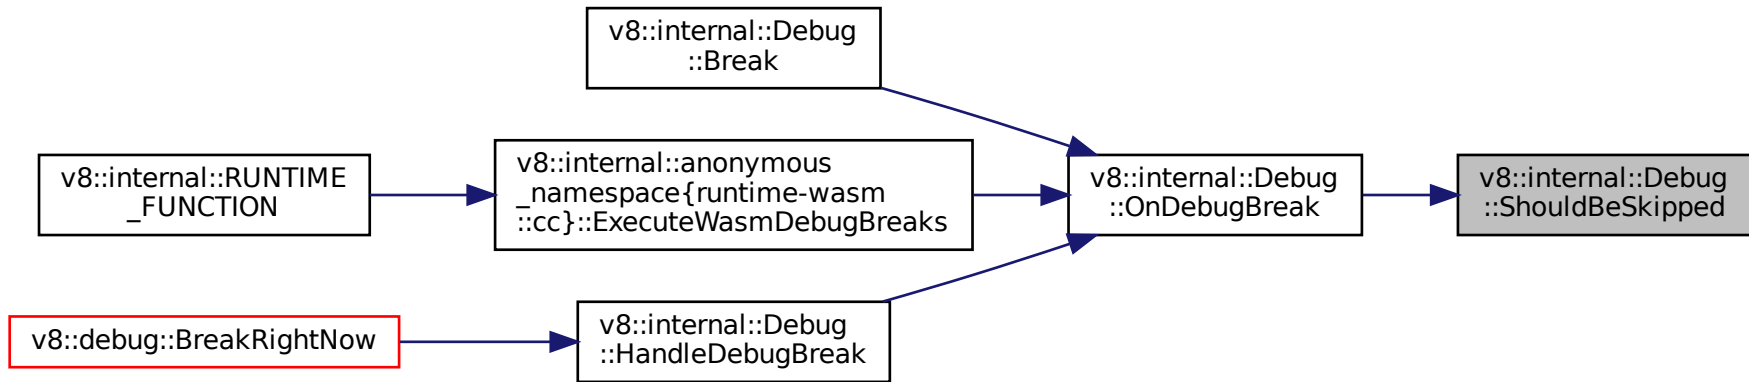 v8::internal::Debug
::Break
v8::internal::RUNTIME
_FUNCTION
v8::internal::anonymous
_namespace{runtime-wasm
::cc}::ExecuteWasmDebugBreaks
v8::internal::Debug
::OnDebugBreak
v8::internal::Debug
::ShouldBeSkipped
v8::debug::BreakRightNow
v8::internal::Debug
::HandleDebugBreak